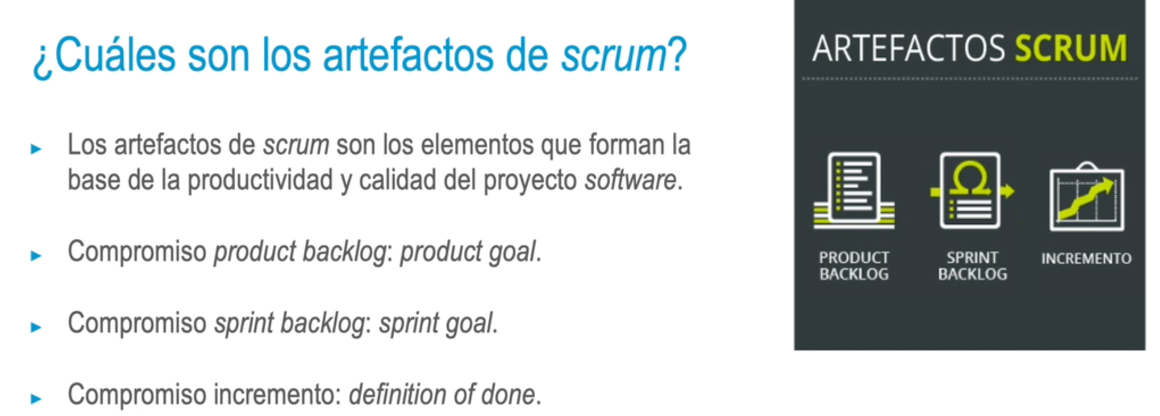 ¿Cuáles son los artefactos de scrum?
► Los artefactos de scrum son los elementos que forman la
base de la productividad y calidad del proyecto software.
► Compromiso product backlog: product goal.
► Compromiso sprint backlog: sprint goal.
► Compromiso incremento: definition of done.
ARTEFACTOS SCRUM
PRODUCT
BACKLOG
SPRINT
BACKLOG
INCREMENTO